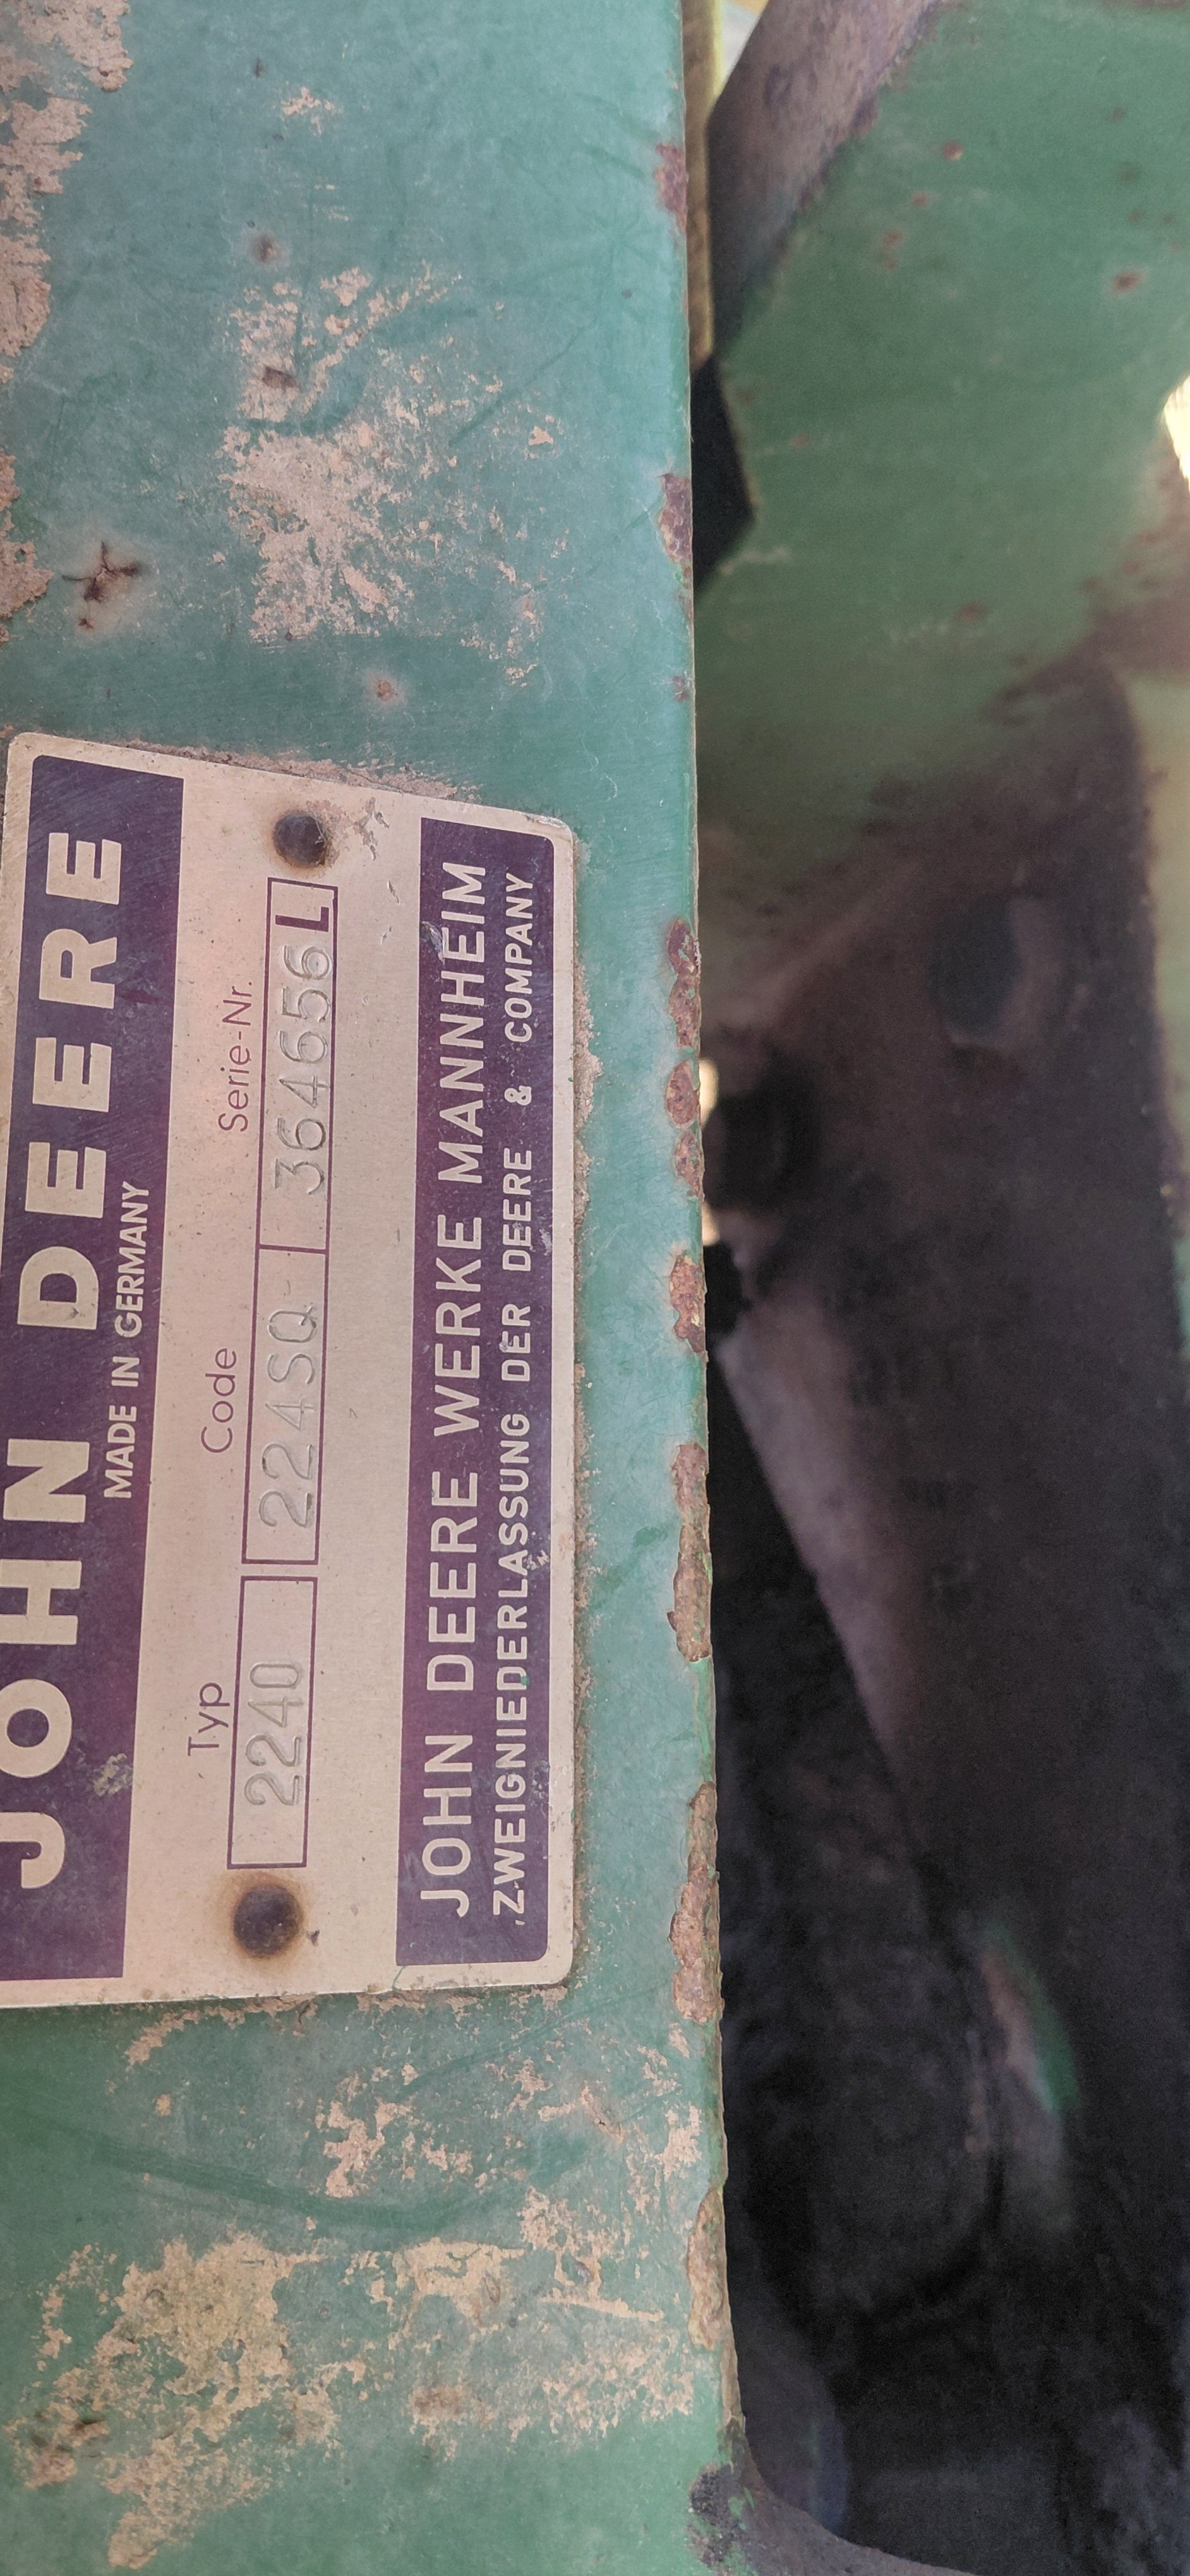 JOHN DEERE
MADE IN GERMANY
Typ Code Serie-Nr.
2240 224SQ 364656L
JOHN DEERE WERKE MANNHEIM
ZWEIGNIEDERLASSUNG DER DEERE & COMPANY